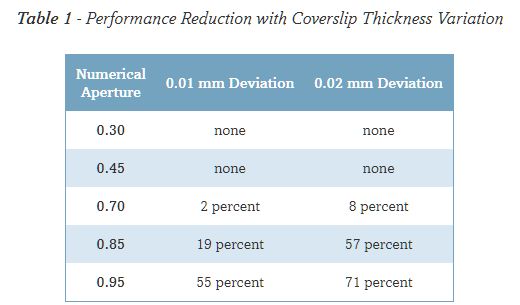 Table 1 - Performance Reduction with Coverslip Thickness Variation
Numerical Aperture 0.01 mm Deviation 0.02 mm Deviation
0.30 none none
0.45 none none
0.70 2 percent 8 percent
0.85 19 percent 57 percent
0.95 55 percent 71 percent